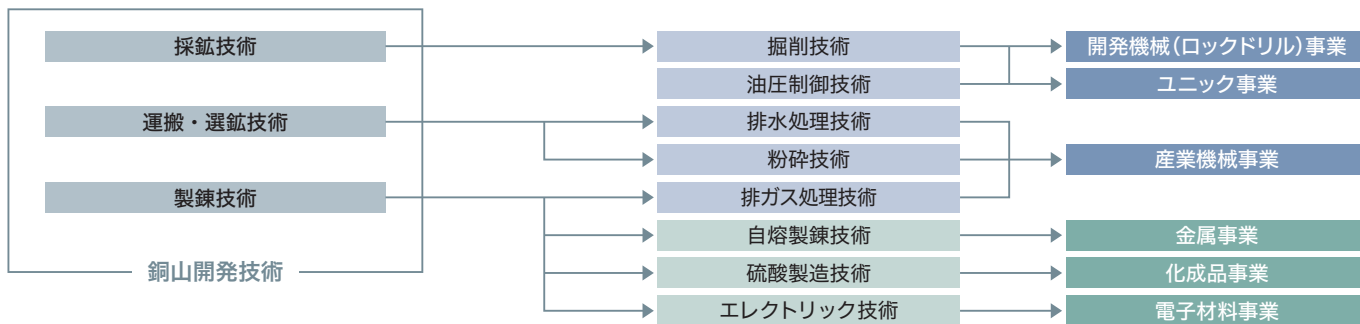 採鉱技術
運搬・選鉱技術
製錬技術
銅山開発技術
掘削技術
油圧制御技術
排水処理技術
粉砕技術
排ガス処理技術
自熔製錬技術
硫酸製造技術
エレクトリック技術
開発機械(ロックドリル)事業
ユニック事業
産業機械事業
金属事業
化成品事業
電子材料事業